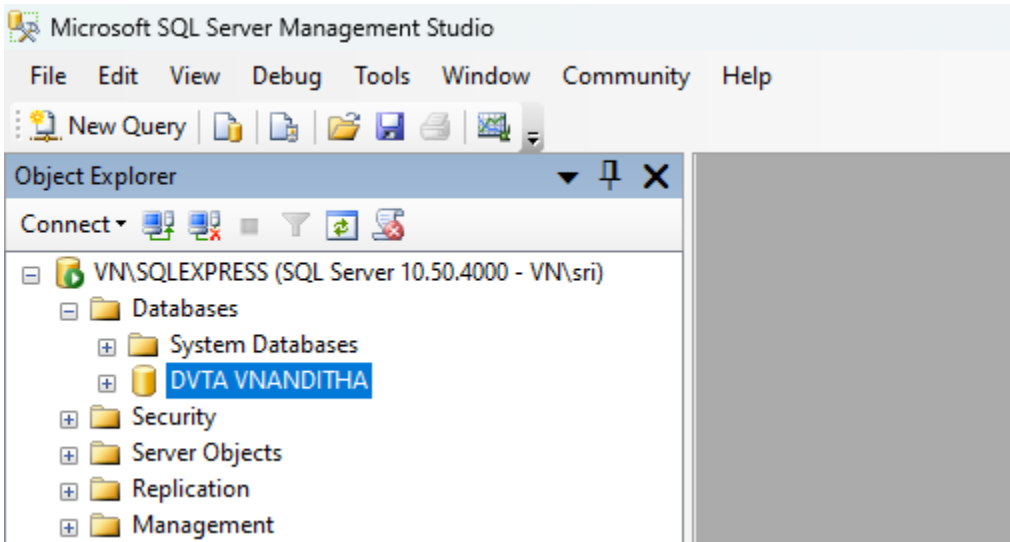 Microsoft SQL Server Management Studio
File Edit View Debug Tools Window Community Help
New Query
Object Explorer
Connect
VN\SQLEXPRESS (SQL Server 10.50.4000 - VN\sri)
Databases
System Databases
DVTA VNANDITHA
Security
Server Objects
Replication
Management